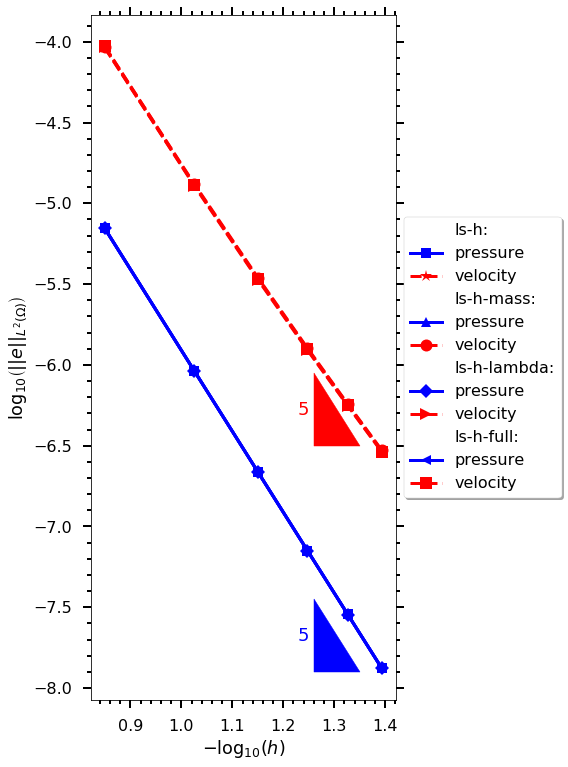 −4.0
−4.5
−5.0
−5.5
−6.0
−6.5
−7.0
−7.5
−8.0
log₁₀(||e||_{L²(Ω)})
5
5
0.9 1.0 1.1 1.2 1.3 1.4
−log₁₀(h)
ls-h:
pressure
velocity
ls-h-mass:
pressure
velocity
ls-h-lambda:
pressure
velocity
ls-h-full:
pressure
velocity